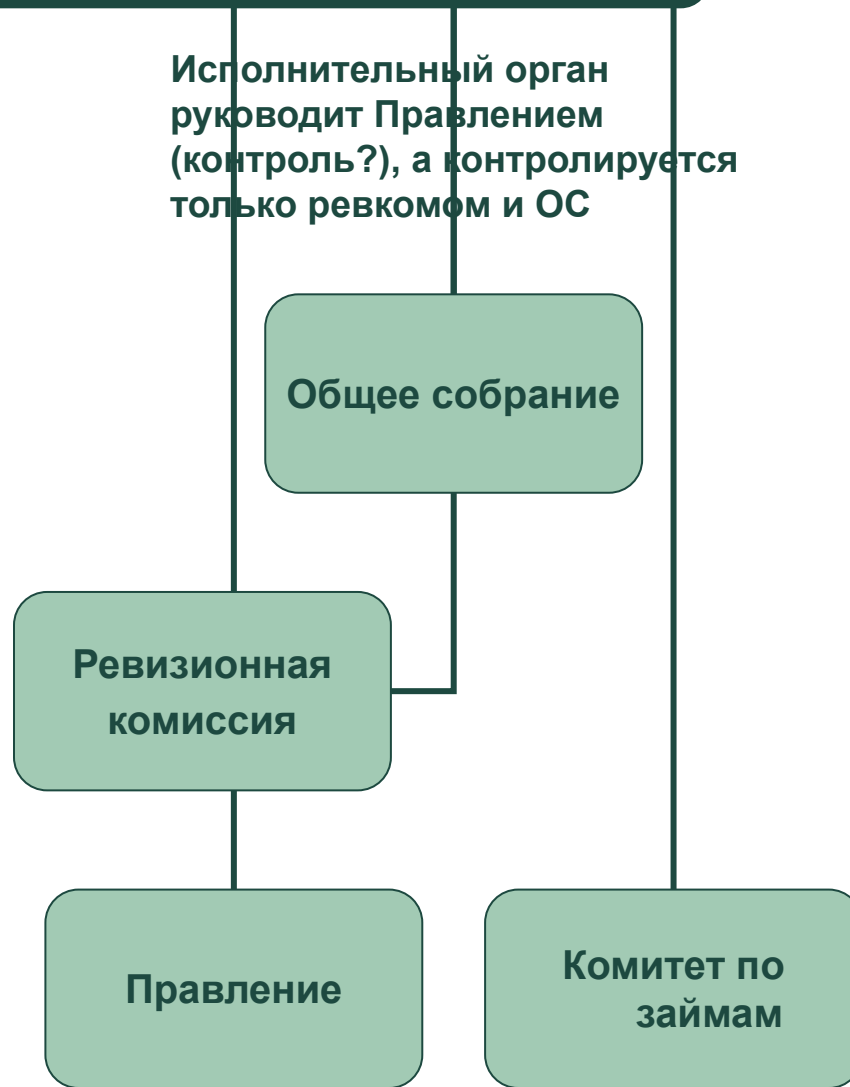 Исполнительный орган
руководит Правлением
(контроль?), а контролируется
только ревкомом и ОС
Общее собрание
Ревизионная
комиссия
Правление
Комитет по
займам